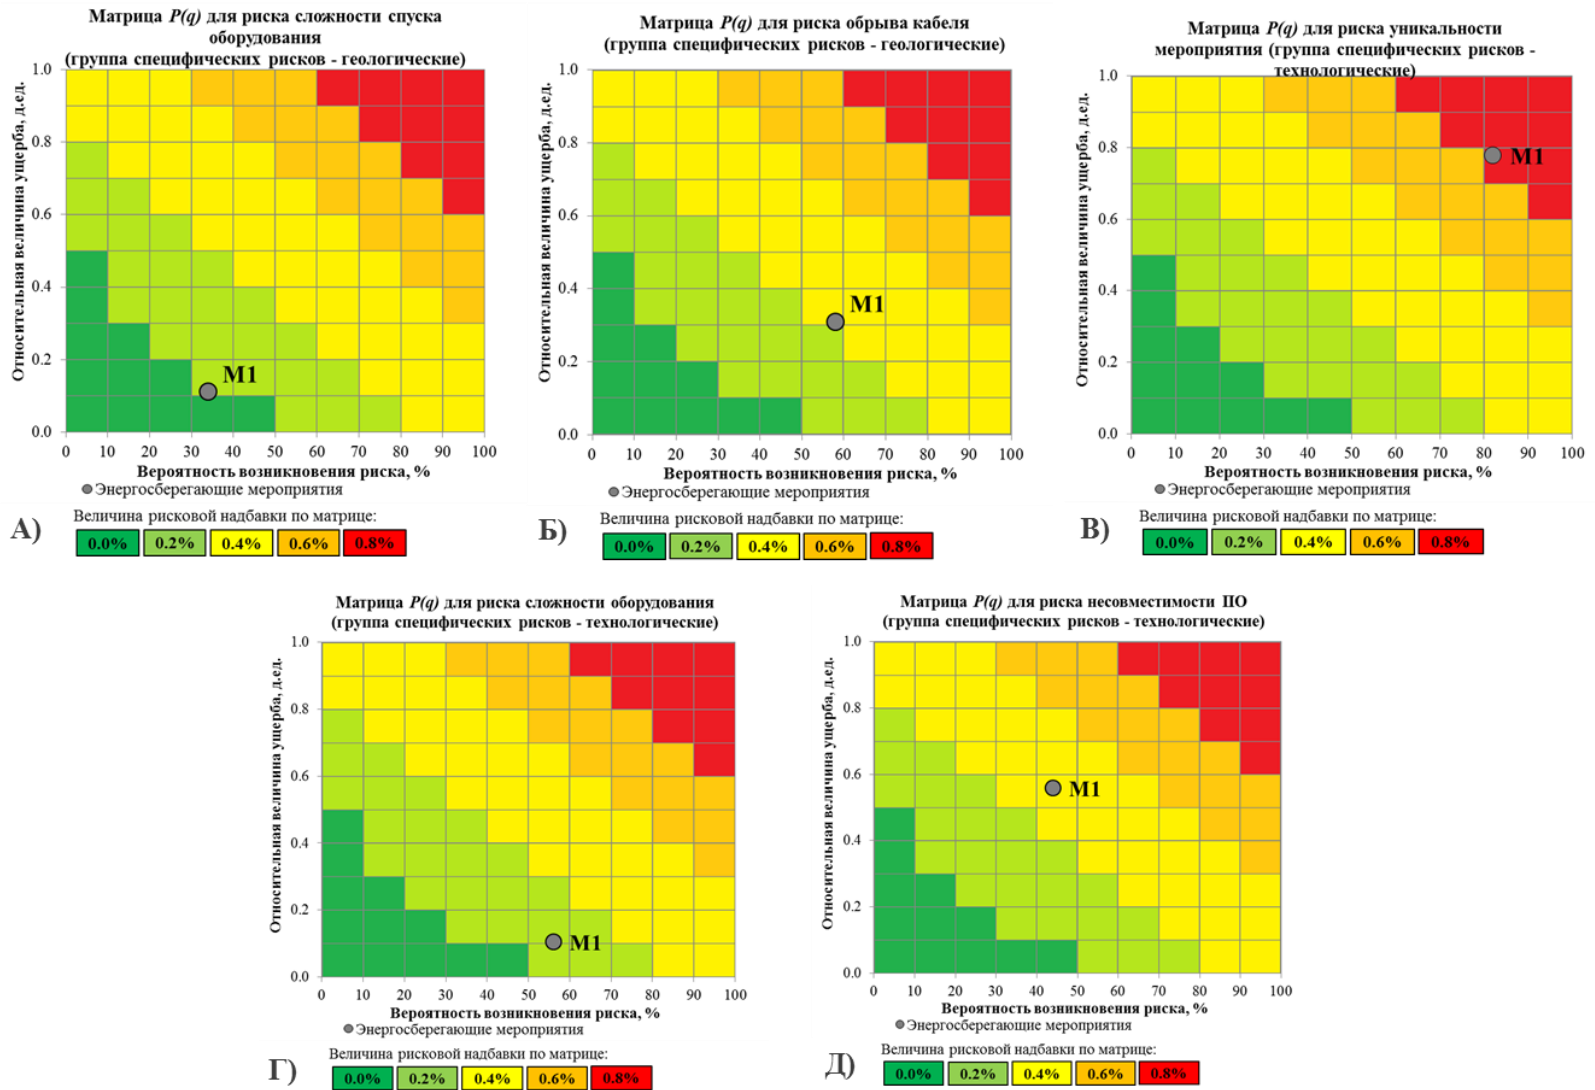 Матрица P(q) для риска сложности спуска
оборудования
(группа специфических рисков - геологические)
Относительная величина ущерба, д.ед.
1.0
0.8
0.6
0.4
0.2
0.0
М1
0 10 20 30 40 50 60 70 80 90 100
Вероятность возникновения риска, %
Энергосберегающие мероприятия
А)
Величина рисковой надбавки по матрице:
0.0% 0.2% 0.4% 0.6% 0.8%
Матрица P(q) для риска обрыва кабеля
(группа специфических рисков - геологические)
Относительная величина ущерба, д.ед.
1.0
0.8
0.6
0.4
0.2
0.0
М1
0 10 20 30 40 50 60 70 80 90 100
Вероятность возникновения риска, %
Энергосберегающие мероприятия
Б)
Величина рисковой надбавки по матрице:
0.0% 0.2% 0.4% 0.6% 0.8%
Матрица P(q) для риска уникальности
мероприятия (группа специфических рисков -
технологические)
Относительная величина ущерба, д.ед.
1.0
0.8
0.6
0.4
0.2
0.0
М1
0 10 20 30 40 50 60 70 80 90 100
Вероятность возникновения риска, %
Энергосберегающие мероприятия
В)
Величина рисковой надбавки по матрице:
0.0% 0.2% 0.4% 0.6% 0.8%
Матрица P(q) для риска сложности оборудования
(группа специфических рисков - технологические)
Относительная величина ущерба, д.ед.
1.0
0.8
0.6
0.4
0.2
0.0
М1
0 10 20 30 40 50 60 70 80 90 100
Вероятность возникновения риска, %
Энергосберегающие мероприятия
Г)
Величина рисковой надбавки по матрице:
0.0% 0.2% 0.4% 0.6% 0.8%
Матрица P(q) для риска несовместимости ПО
(группа специфических рисков - технологические)
Относительная величина ущерба, д.ед.
1.0
0.8
0.6
0.4
0.2
0.0
М1
0 10 20 30 40 50 60 70 80 90 100
Вероятность возникновения риска, %
Энергосберегающие мероприятия
Д)
Величина рисковой надбавки по матрице:
0.0% 0.2% 0.4% 0.6% 0.8%